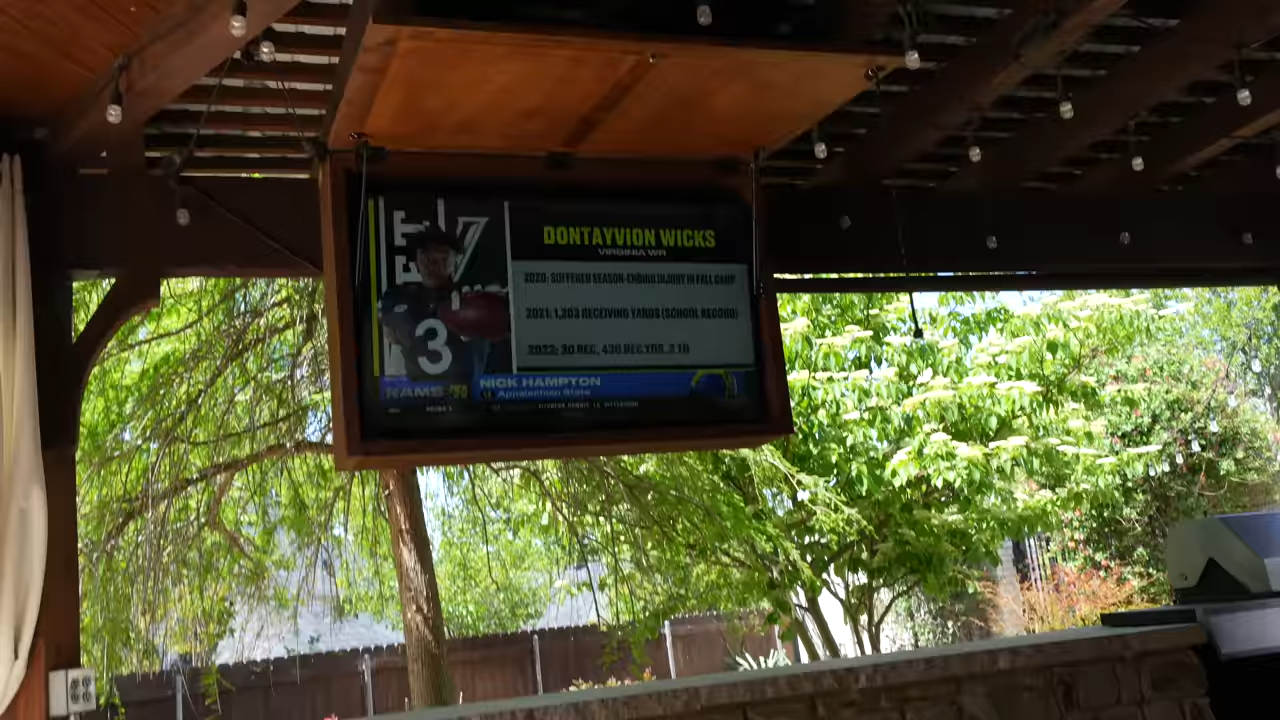 DONTAYVION WICKS
VIRGINIA WR
2020: SUFFERED SEASON-ENDING INJURY IN FALL CAMP
2021: 1,203 RECEIVING YARDS (SCHOOL RECORD)
2022: 30 REC, 430 REC YDS, 2 TD
3
RAMS
NICK HAMPTON
Appalachian State